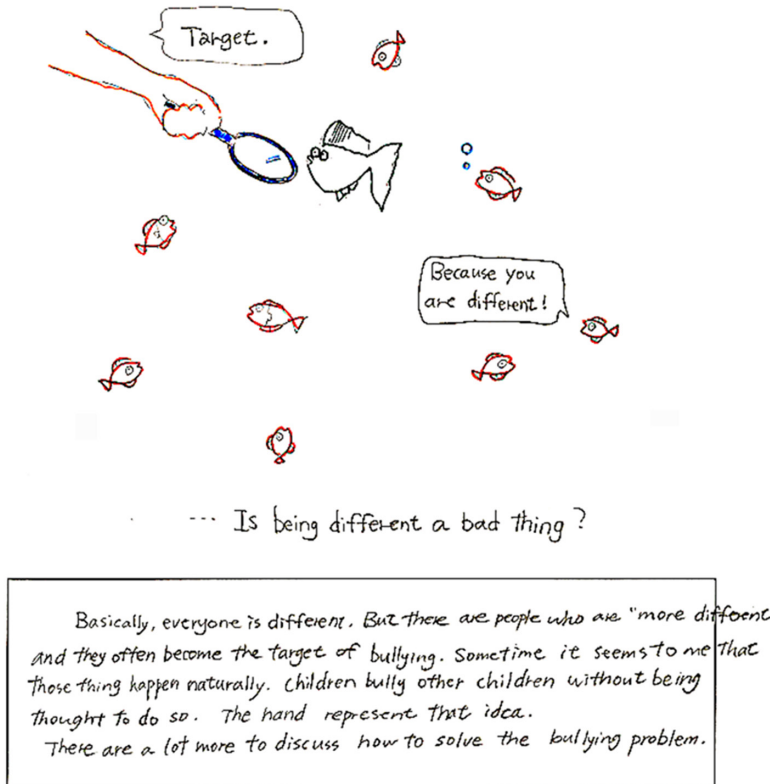 Target.
Because you
are different!
--- Is being different a bad thing?
Basically, everyone is different. But there are people who are "more different
and they often become the target of bullying. Sometime it seems to me that
those thing happen naturally. Children bully other children without being
thought to do so. The hand represent that idea.
There are a lot more to discuss how to solve the bullying problem.